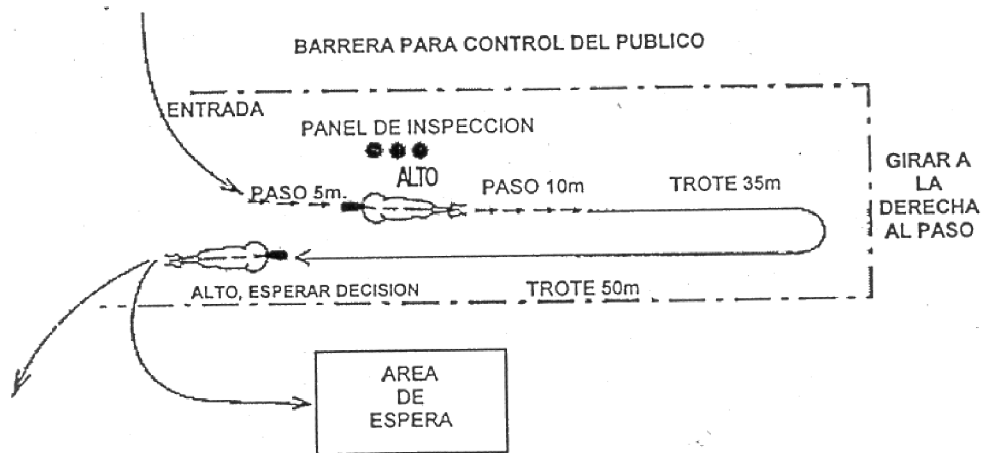 BARRERA PARA CONTROL DEL PUBLICO
ENTRADA
PANEL DE INSPECCION
ALTO
PASO 5m.
PASO 10m
TROTE 35m
GIRAR A
LA
DERECHA
AL PASO
ALTO, ESPERAR DECISION
TROTE 50m
AREA
DE
ESPERA